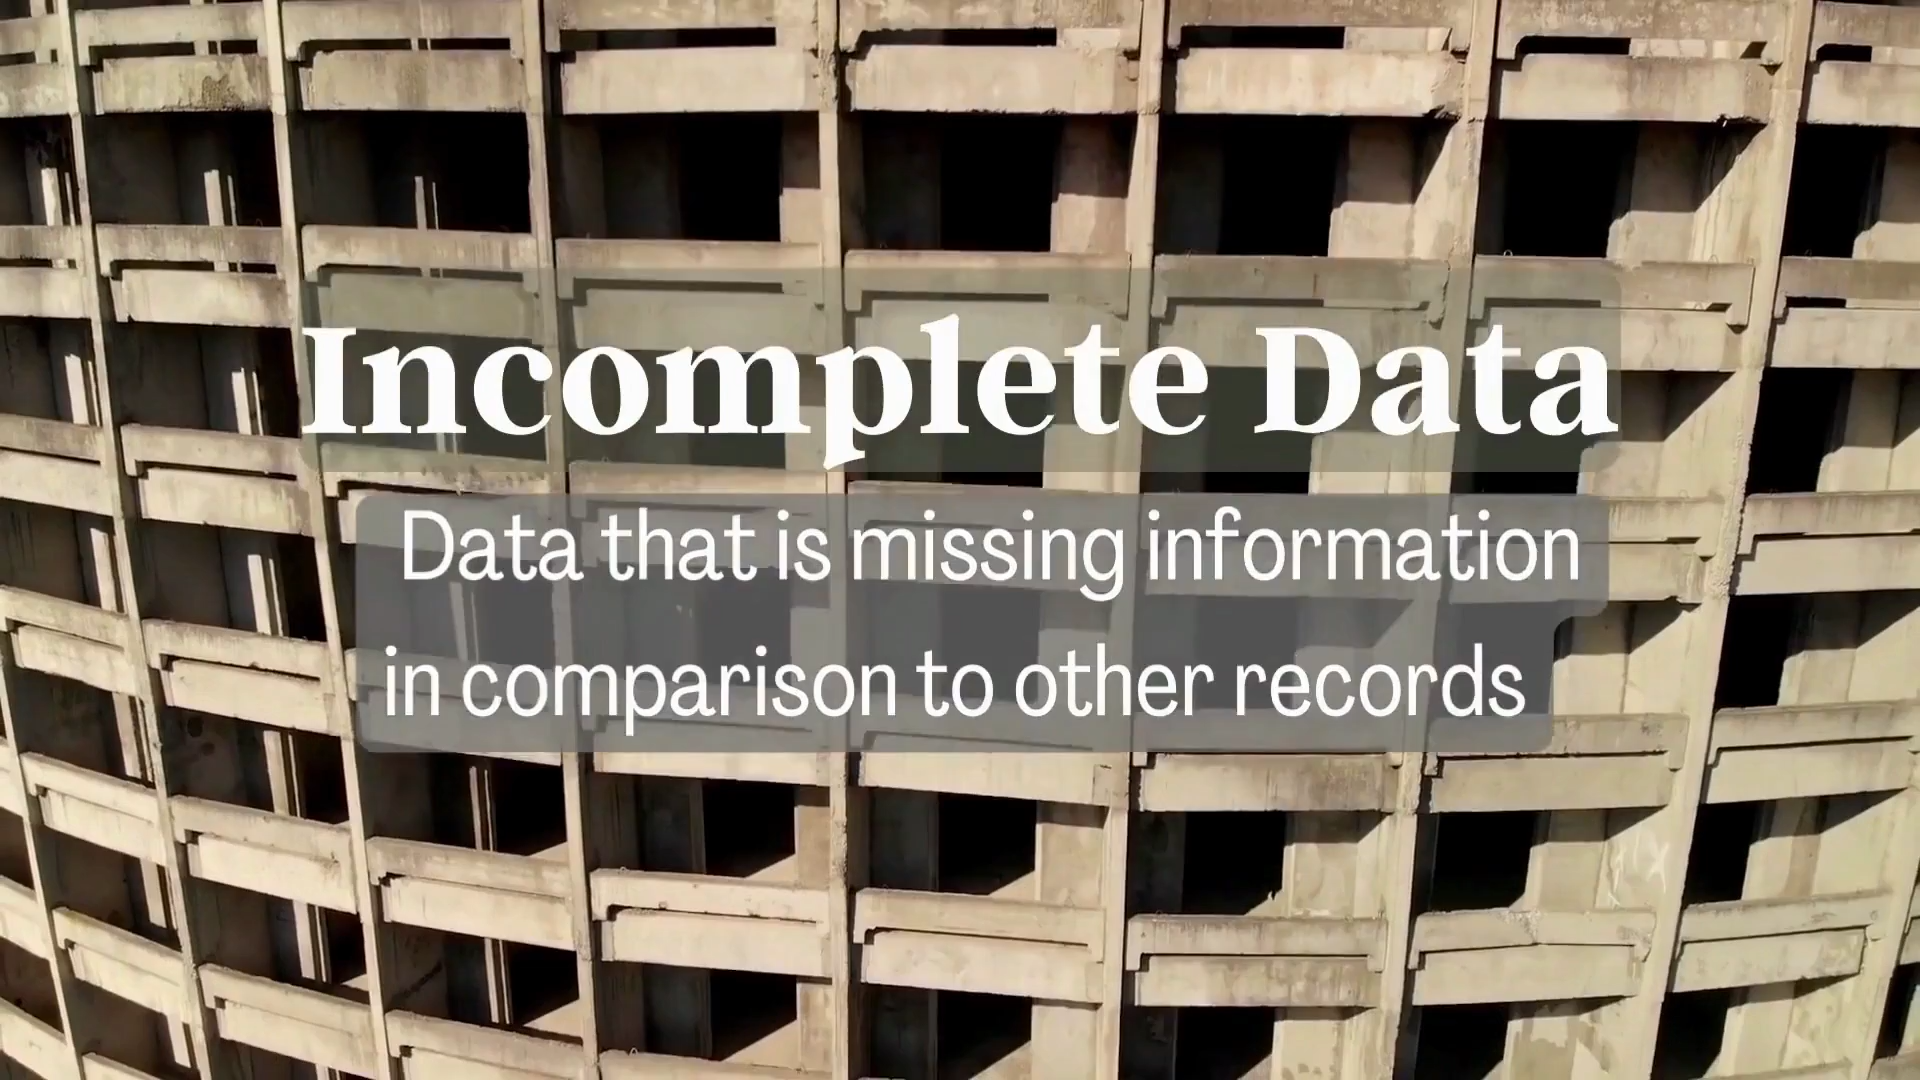 Incomplete Data
Data that is missing information
in comparison to other records